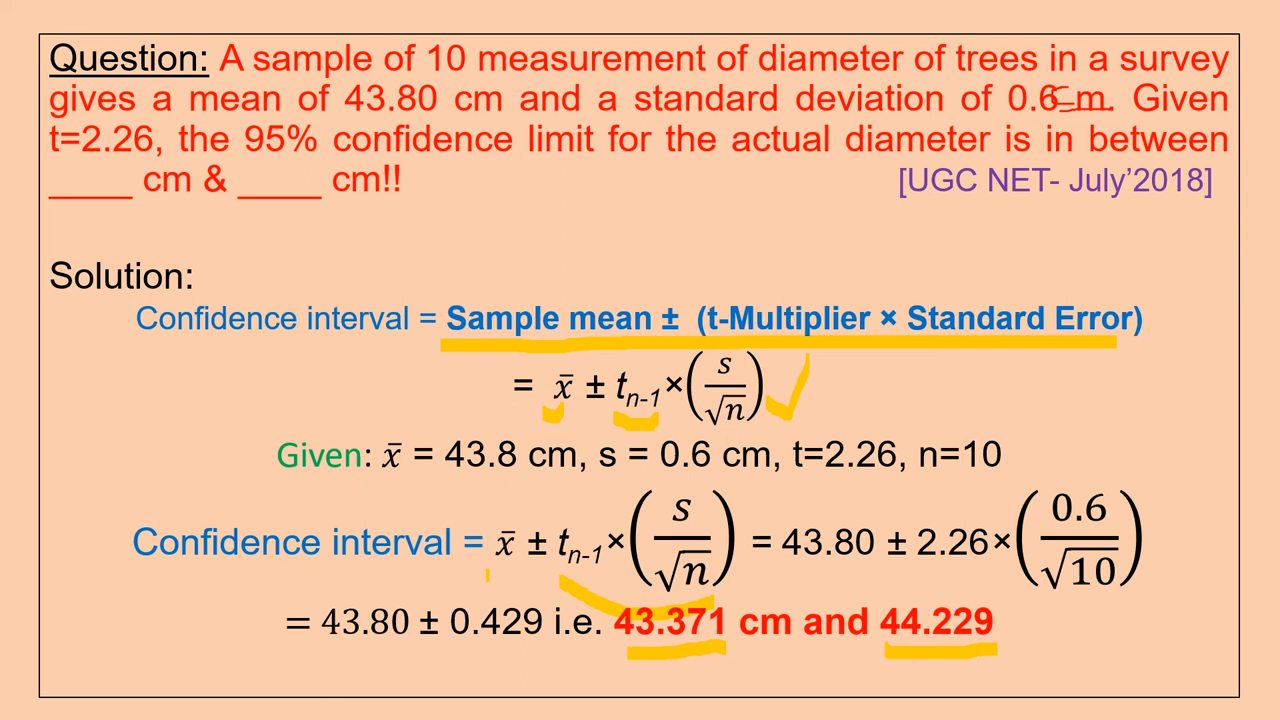 Question: A sample of 10 measurement of diameter of trees in a survey
gives a mean of 43.80 cm and a standard deviation of 0.6cm. Given
t=2.26, the 95% confidence limit for the actual diameter is in between
____ cm & ____ cm!! [UGC NET- July’2018]
Solution:
Confidence interval = Sample mean ± (t-Multiplier × Standard Error)
= x̄ ± tₙ₋₁×(s/√n)
Given: x̄ = 43.8 cm, s = 0.6 cm, t=2.26, n=10
Confidence interval = x̄ ± tₙ₋₁×(s/√n) = 43.80 ± 2.26×(0.6/√10)
= 43.80 ± 0.429 i.e. 43.371 cm and 44.229